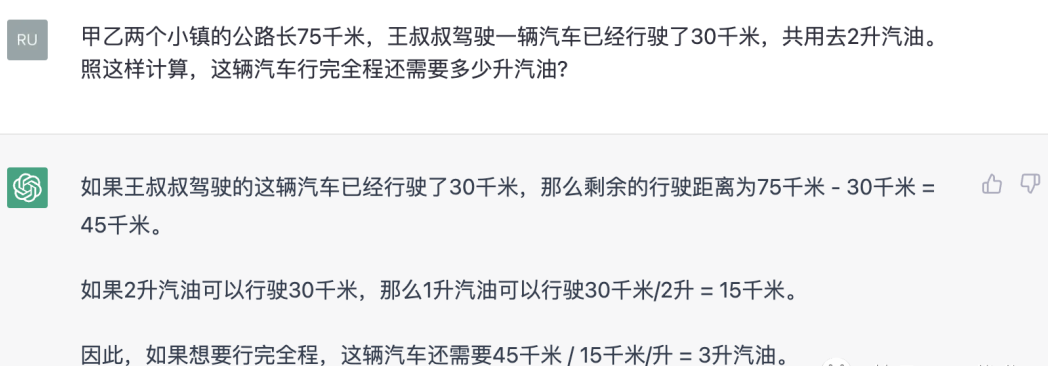 RU
甲乙两个小镇的公路长75千米，王叔叔驾驶一辆汽车已经行驶了30千米，共用去2升汽油。
照这样计算，这辆汽车行完全程还需要多少升汽油?
如果王叔叔驾驶的这辆汽车已经行驶了30千米，那么剩余的行驶距离为75千米 - 30千米 =
45千米。
如果2升汽油可以行驶30千米，那么1升汽油可以行驶30千米/2升 = 15千米。
因此，如果想要行完全程，这辆汽车还需要45千米 / 15千米/升 = 3升汽油。